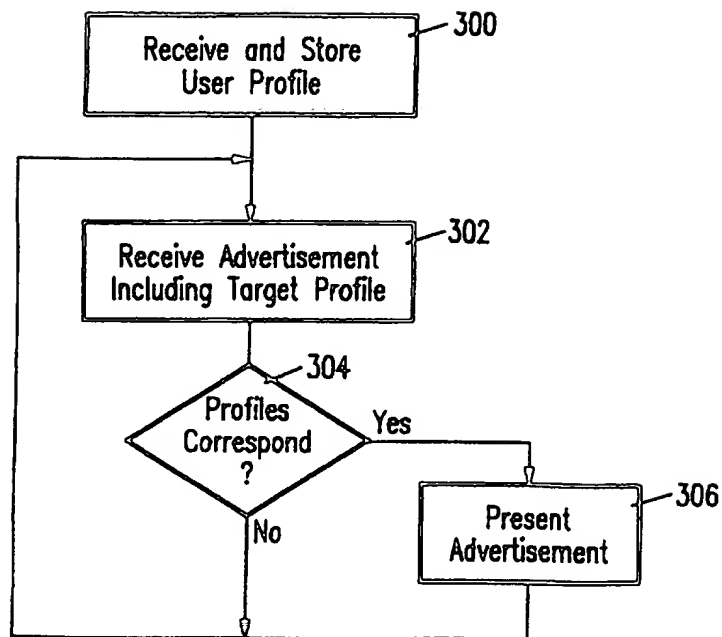 300
Receive and Store
User Profile
302
Receive Advertisement
Including Target Profile
304
Profiles
Correspond
?
Yes
No
306
Present
Advertisement